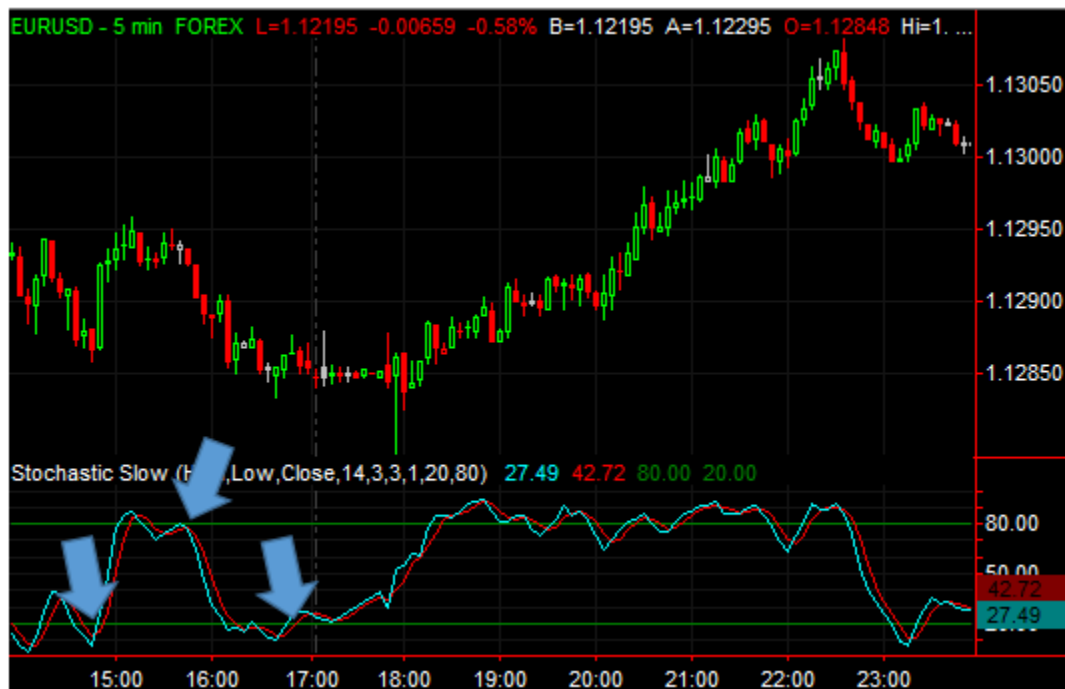 EURUSD - 5 min FOREX L=1.12195 -0.00659 -0.58% B=1.12195 A=1.12295 O=1.12848 Hi=1. ...
1.13050
1.13000
1.12950
1.12900
1.12850
Stochastic Slow ( ,Low,Close,14,3,3,1,20,80) 27.49 42.72 80.00 20.00
80.00
42.72
27.49
15:00 16:00 17:00 18:00 19:00 20:00 21:00 22:00 23:00